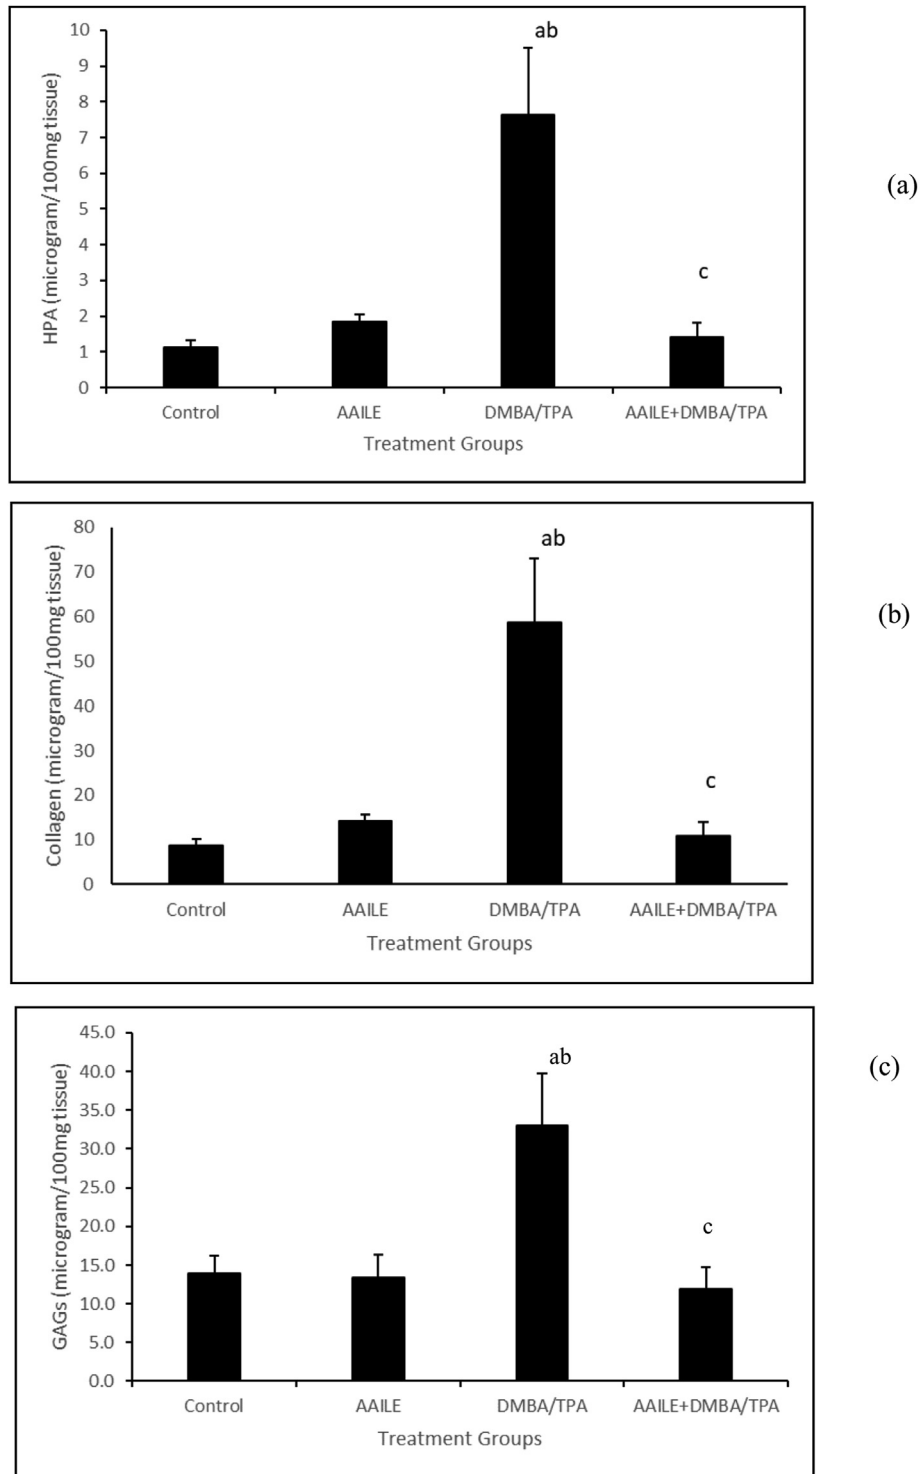 10
ab
9
8
7
6
5
4
3
2
1
0
c
HPA (microgram/100mg tissue)
Control AAILE DMBA/TPA AAILE+DMBA/TPA
Treatment Groups
(a)
80
ab
70
60
50
40
30
20
10
0
c
Collagen (microgram/100mg tissue)
Control AAILE DMBA/TPA AAILE+DMBA/TPA
Treatment Groups
(b)
45.0
ab
40.0
35.0
30.0
25.0
20.0
15.0
10.0
5.0
0.0
c
GAGs (microgram/100mg tissue)
Control AAILE DMBA/TPA AAILE+DMBA/TPA
Treatment Groups
(c)